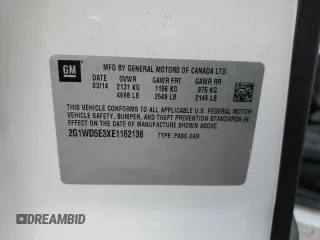 GM
MFD BY GENERAL MOTORS OF CANADA LTD.
03/14 GVWR GAWR FRT GAWR RR
2131 KG 1156 KG 975 KG
4698 LB 2549 LB 2149 LB
THIS VEHICLE CONFORMS TO ALL APPLICABLE U.S. FEDERAL MOTOR
VEHICLE SAFETY, BUMPER, AND THEFT PREVENTION STANDARDS
IN EFFECT ON THE DATE OF MANUFACTURE SHOWN ABOVE.
2G1WD5E3XE1162138 TYPE: PASS CAR
DREAMBID